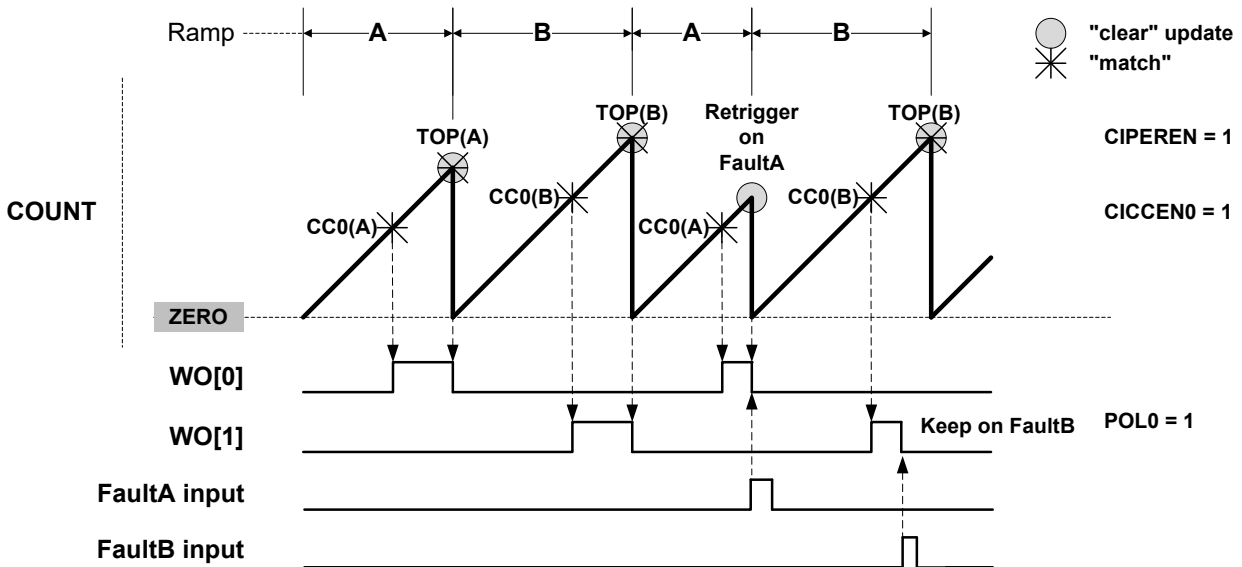 Ramp
A
B
A
B
"clear" update
"match"
TOP(A)
TOP(B)
Retrigger
on
FaultA
TOP(B)
CIPEREN = 1
COUNT
CC0(A)
CC0(B)
CC0(A)
CC0(B)
CICCEN0 = 1
ZERO
WO[0]
WO[1]
Keep on FaultB
POL0 = 1
FaultA input
FaultB input